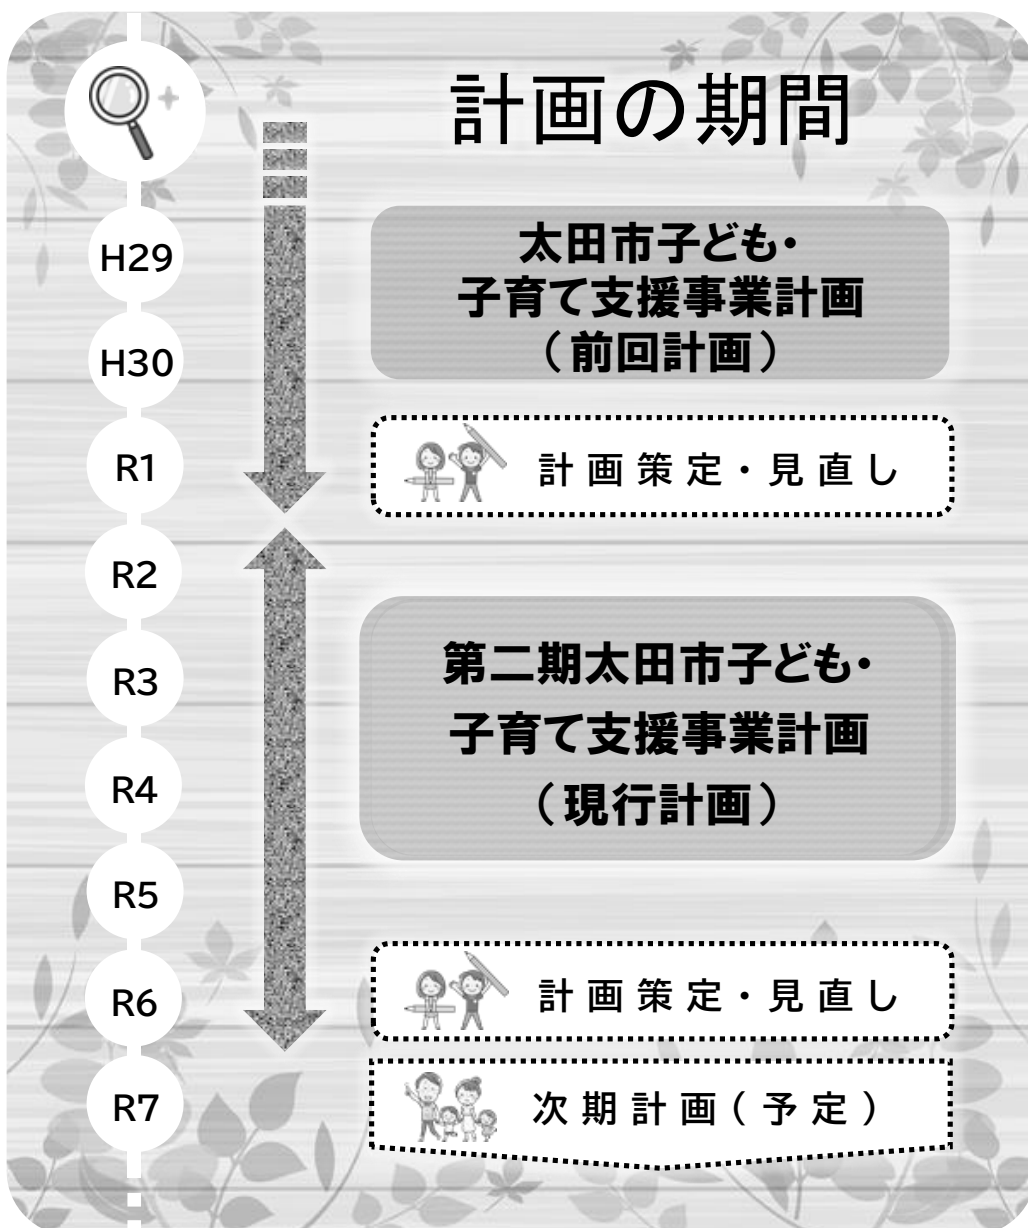 計画の期間
H29
太田市子ども・
子育て支援事業計画
（前回計画）
H30
R1
計画策定・見直し
R2
R3
第二期太田市子ども・
子育て支援事業計画
（現行計画）
R4
R5
R6
計画策定・見直し
R7
次期計画（予定）